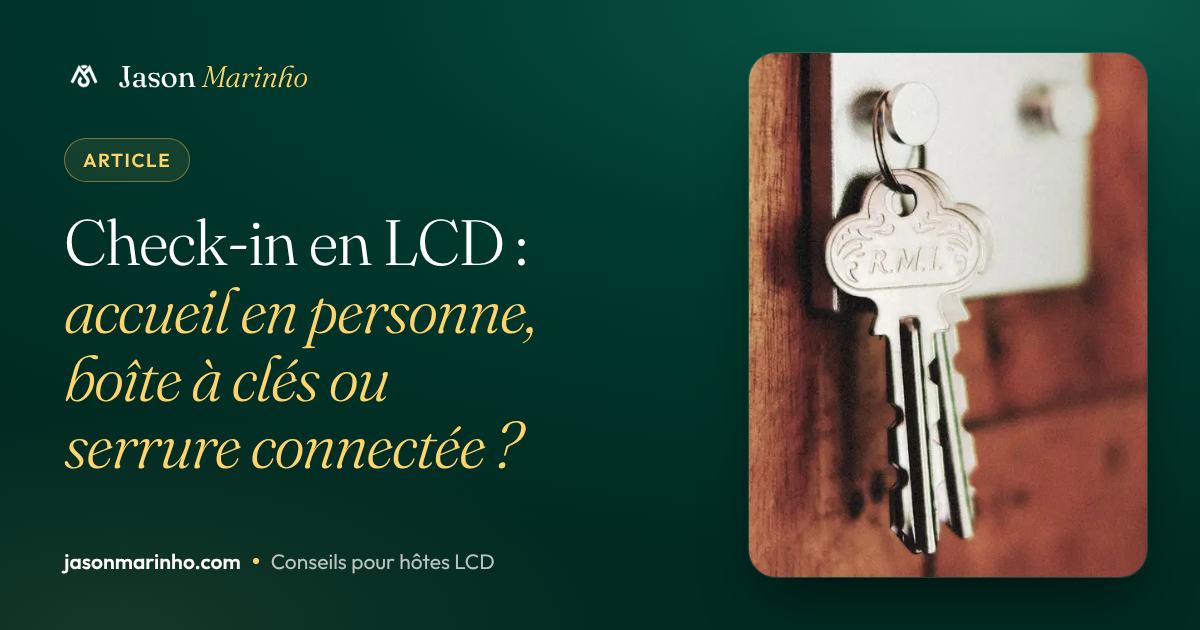 Jason Marinho
ARTICLE
Check-in en LCD :
accueil en personne,
boîte à clés ou
serrure connectée ?
jasonmarinho.com • Conseils pour hôtes LCD
R.M.I.